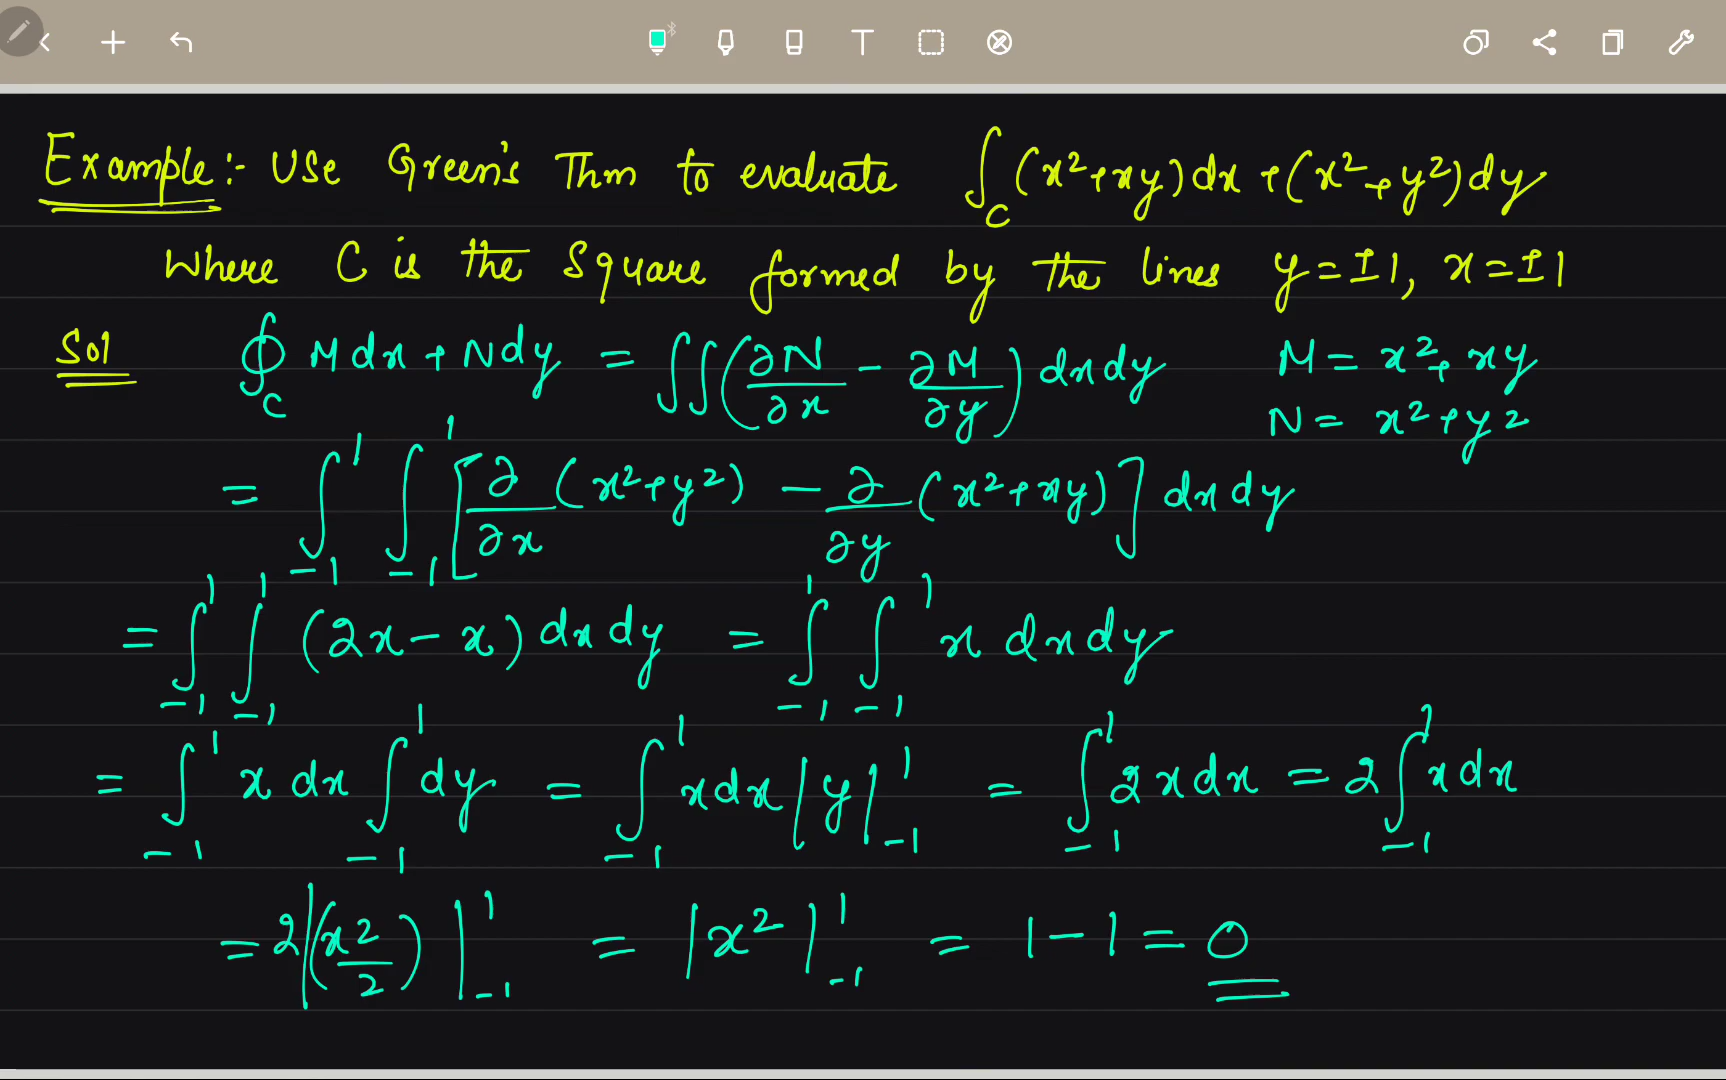 Example:- Use Green's Thm to evaluate ∫_C (x²+xy)dx + (x²+y²)dy
Where C is the Square formed by the lines y=±1, x=±1
Sol ∮_C Mdx + Ndy = ∬(∂N/∂x - ∂M/∂y) dxdy M = x²+xy
N = x²+y²
= ∫_{-1}^{1} ∫_{-1}^{1} [∂/∂x (x²+y²) - ∂/∂y (x²+xy)] dxdy
= ∫_{-1}^{1} ∫_{-1}^{1} (2x-x) dxdy = ∫_{-1}^{1} ∫_{-1}^{1} x dxdy
= ∫_{-1}^{1} x dx ∫_{-1}^{1} dy = ∫_{-1}^{1} xdx |y|_{-1}^{1} = ∫_{-1}^{1} 2xdx = 2∫_{-1}^{1} xdx
= 2|(x²/2)|_{-1}^{1} = |x²|_{-1}^{1} = 1-1 = 0